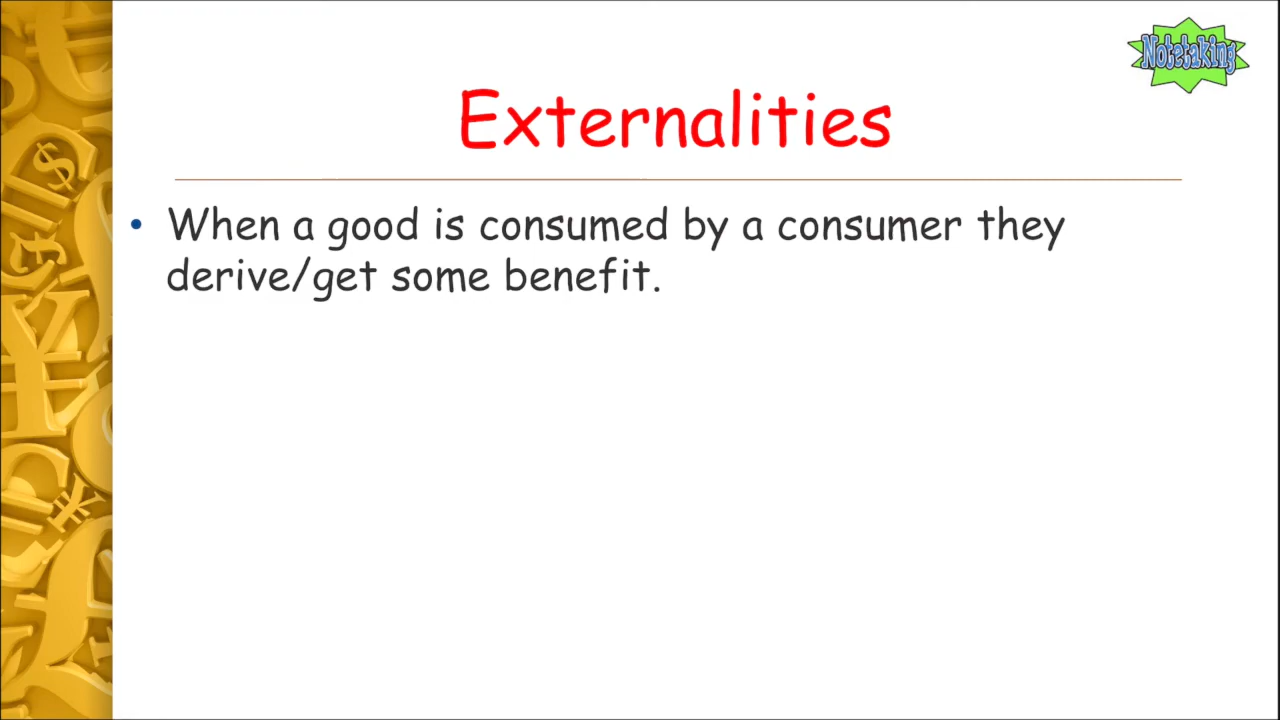 Notetaking
Externalities
• When a good is consumed by a consumer they
derive/get some benefit.